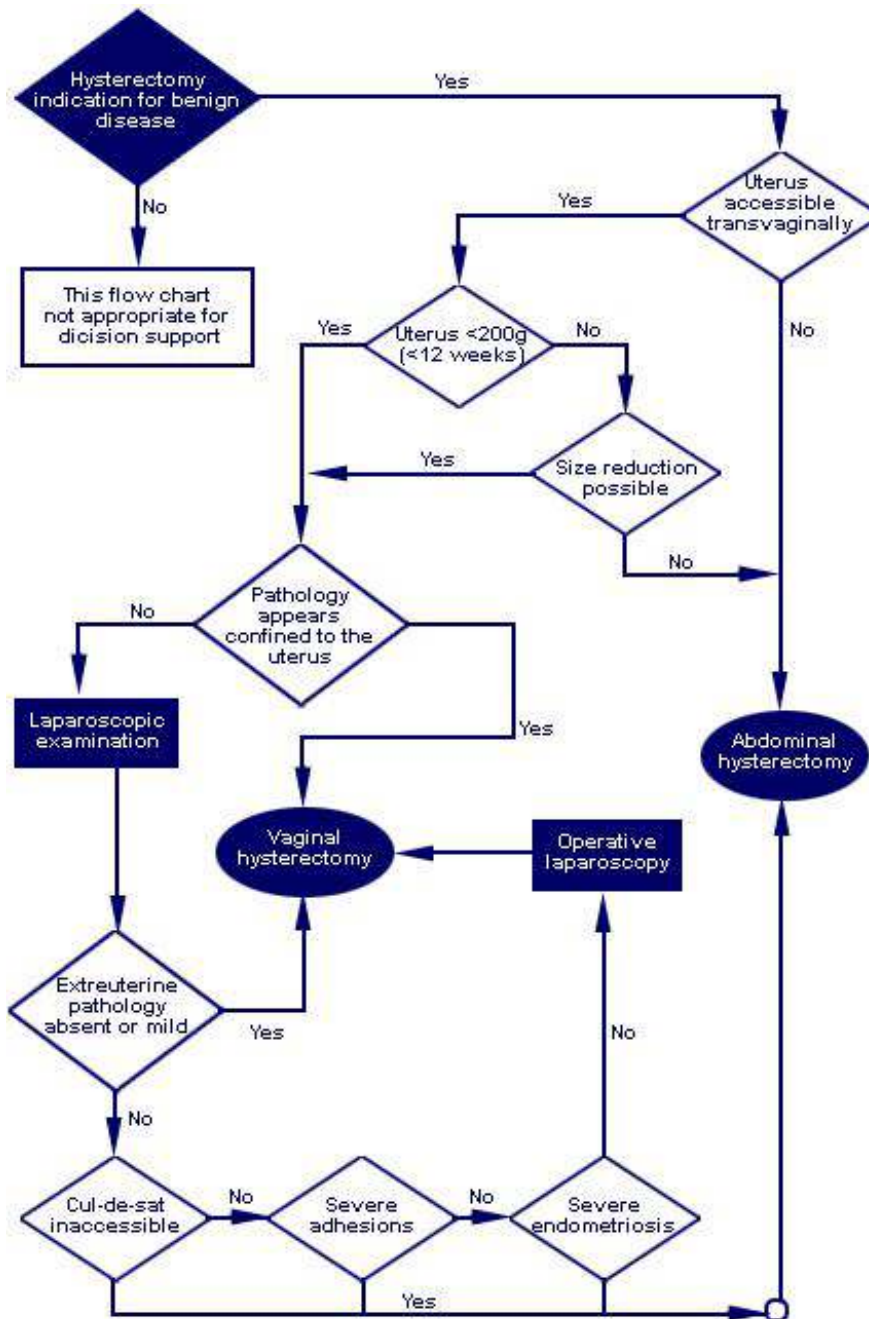 Hysterectomy
indication for benign
disease
Yes
No
This flow chart
not appropriate for
dicision support
Uterus
accessible
transvaginally
Yes
No
Uterus <200g
(<12 weeks)
Yes
No
Size reduction
possible
Yes
No
Pathology
appears
confined to the
uterus
No
Yes
Laparoscopic
examination
Abdominal
hysterectomy
Vaginal
hysterectomy
Operative
laparoscopy
Extreuterine
pathology
absent or mild
Yes
No
No
Cul-de-sat
inaccessible
No
Severe
adhesions
No
Severe
endometriosis
Yes